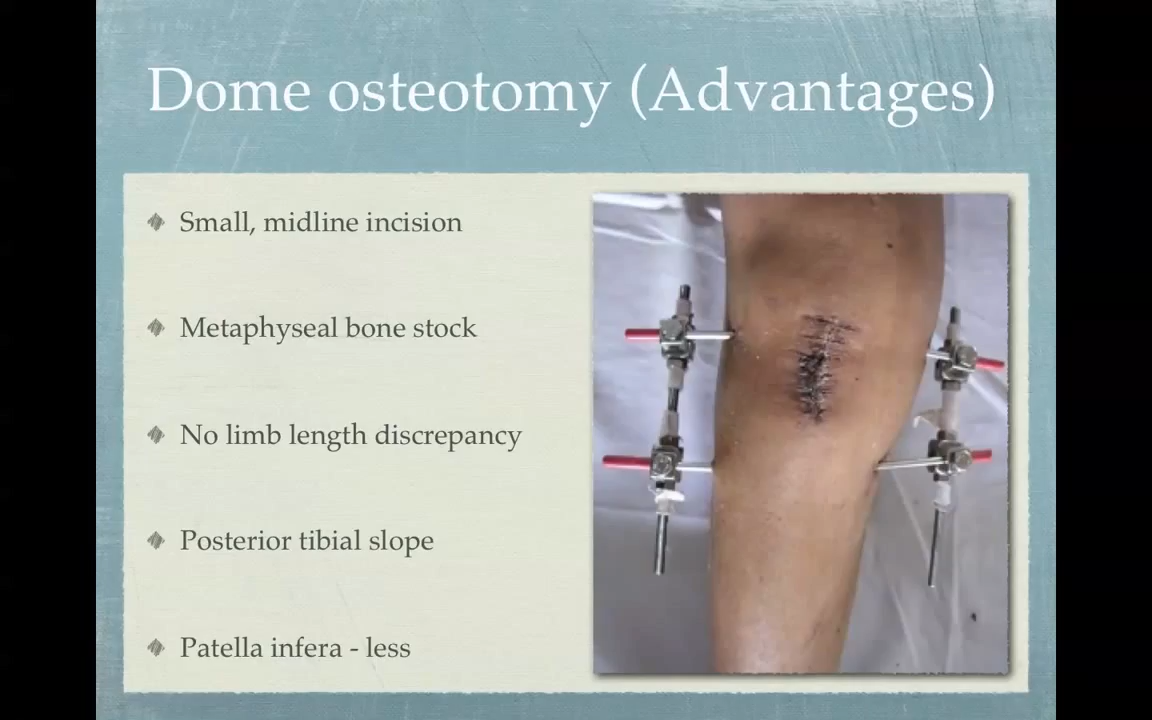 Dome osteotomy (Advantages)
Small, midline incision
Metaphyseal bone stock
No limb length discrepancy
Posterior tibial slope
Patella infera - less